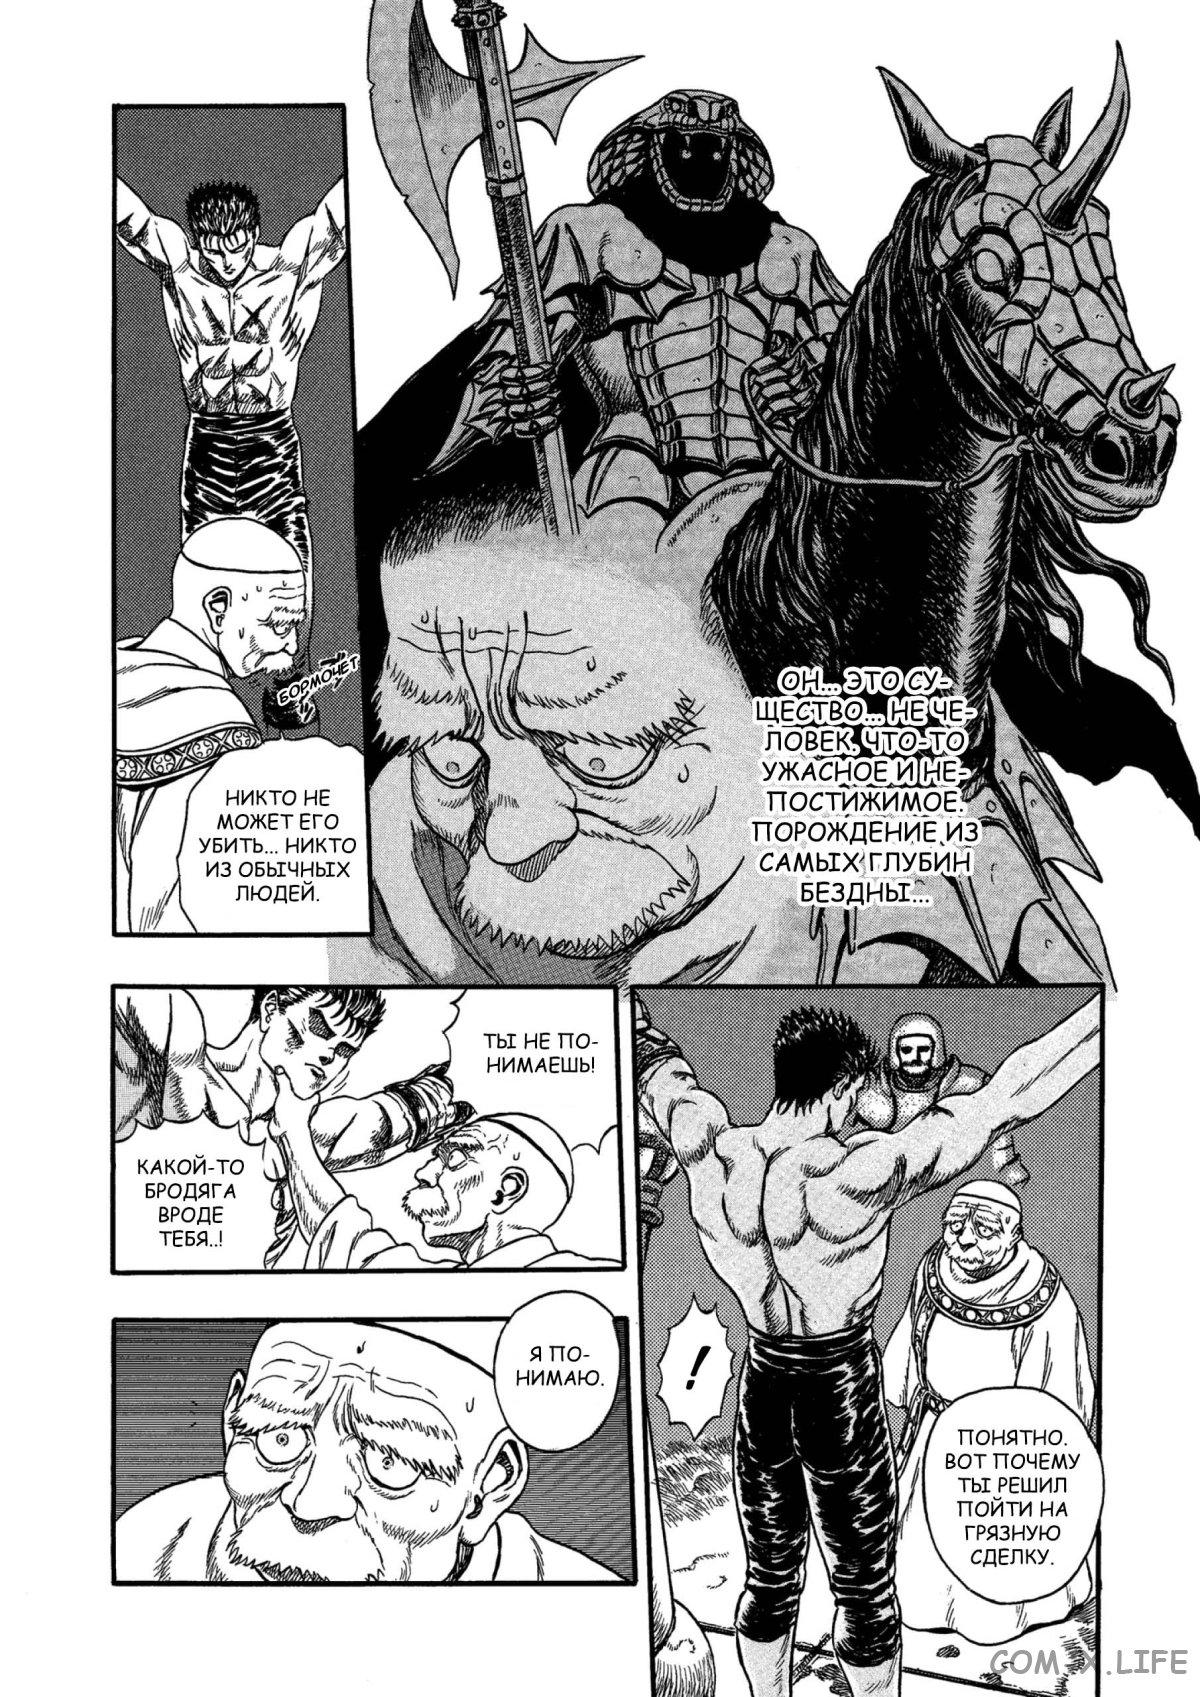 ОН... ЭТО СУ-
ЩЕСТВО... НЕ ЧЕ-
ЛОВЕК. ЧТО-ТО
УЖАСНОЕ И НЕ-
ПОСТИЖИМОЕ.
ПОРОЖДЕНИЕ ИЗ
САМЫХ ГЛУБИН
БЕЗДНЫ...
БОРМОЧЕТ
НИКТО НЕ
МОЖЕТ ЕГО
УБИТЬ... НИКТО
ИЗ ОБЫЧНЫХ
ЛЮДЕЙ.
ТЫ НЕ ПО-
НИМАЕШЬ!
КАКОЙ-ТО
БРОДЯГА
ВРОДЕ
ТЕБЯ..!
Я ПО-
НИМАЮ.
!
ПОНЯТНО.
ВОТ ПОЧЕМУ
ТЫ РЕШИЛ
ПОЙТИ НА
ГРЯЗНУЮ
СДЕЛКУ.
COM-X.LIFE